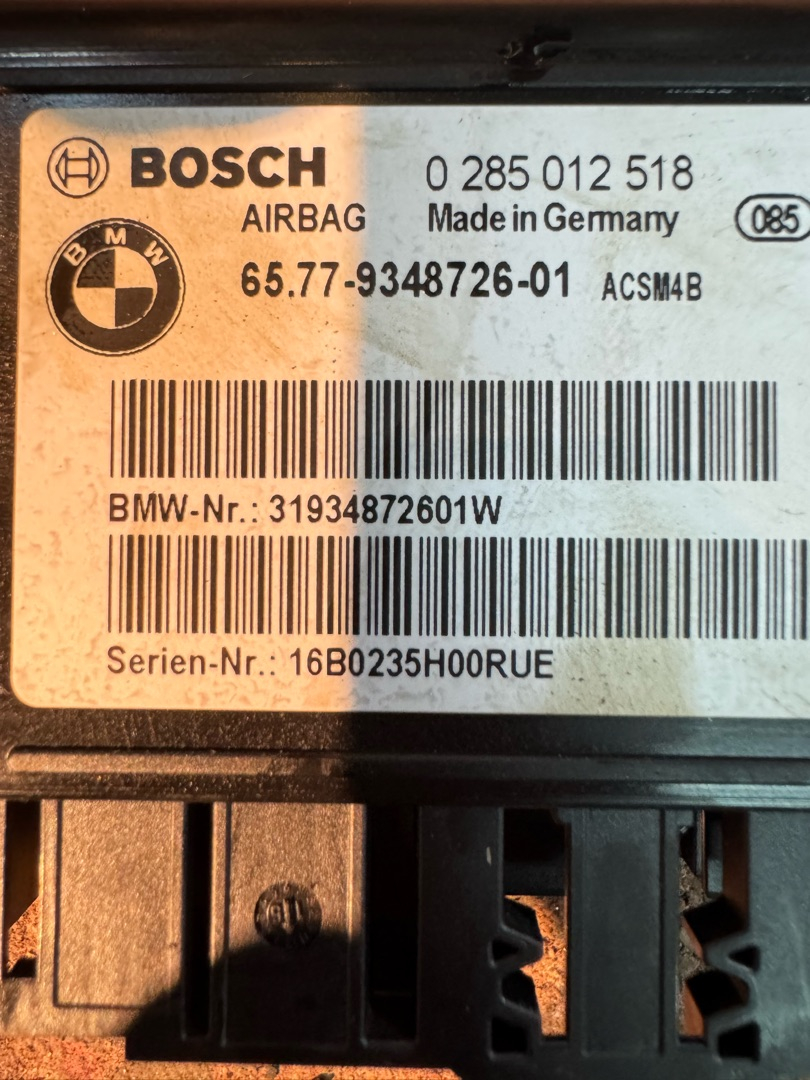 BOSCH 0 285 012 518
AIRBAG Made in Germany 085
BMW
65.77-9348726-01 ACSM4B
BMW-Nr.: 31934872601W
Serien-Nr.: 16B0235H00RUE